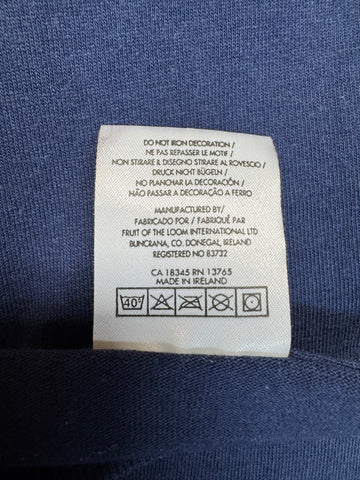 DO NOT IRON DECORATION /
NE PAS REPASSER LE MOTIF /
NON STIRARE IL DISEGNO STIRARE AL ROVESCIO /
DRUCK NICHT BÜGELN /
NO PLANCHAR LA DECORACIÓN /
NÃO PASSAR A DECORAÇÃO A FERRO
MANUFACTURED BY/
FABRICADO POR / FABRIQUÉ PAR
FRUIT OF THE LOOM INTERNATIONAL LTD
BUNCRANA, CO. DONEGAL, IRELAND
REGISTERED NO 83732
CA 18345 RN 13765
MADE IN IRELAND
40°